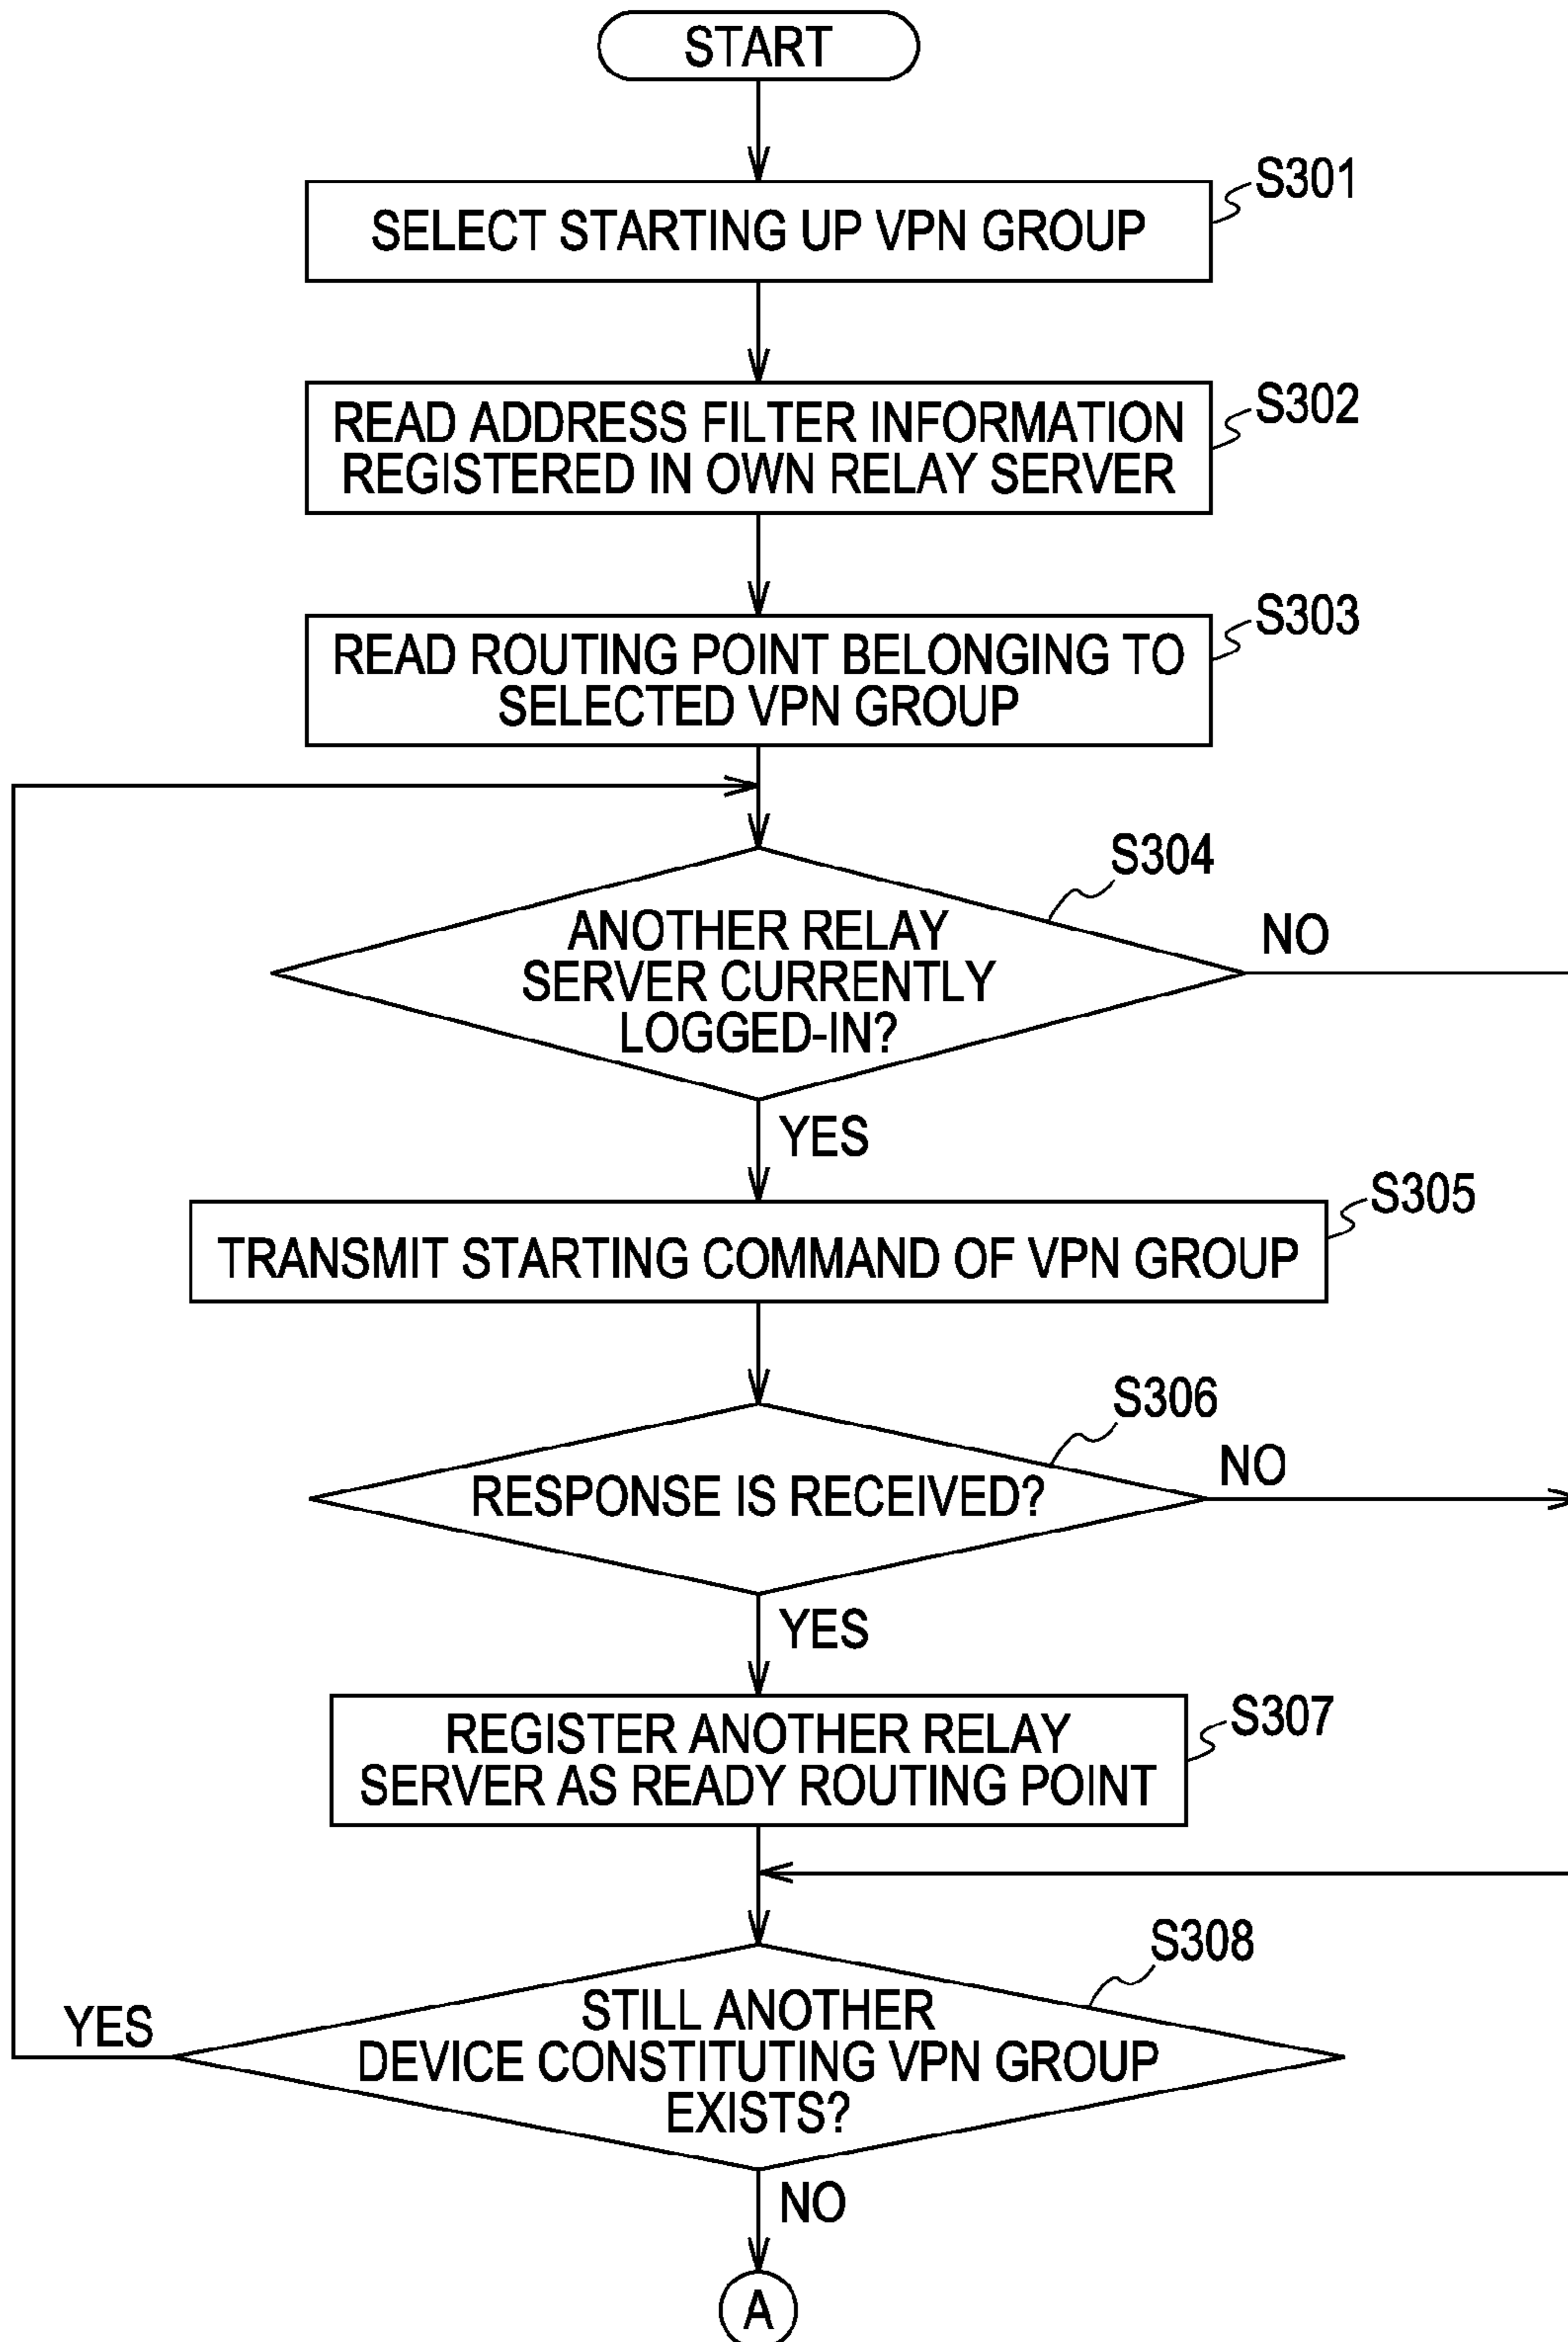 START
S301
SELECT STARTING UP VPN GROUP
S302
READ ADDRESS FILTER INFORMATION
REGISTERED IN OWN RELAY SERVER
S303
READ ROUTING POINT BELONGING TO
SELECTED VPN GROUP
S304
ANOTHER RELAY
SERVER CURRENTLY
LOGGED-IN?
NO
YES
S305
TRANSMIT STARTING COMMAND OF VPN GROUP
S306
RESPONSE IS RECEIVED?
NO
YES
S307
REGISTER ANOTHER RELAY
SERVER AS READY ROUTING POINT
S308
STILL ANOTHER
DEVICE CONSTITUTING VPN GROUP
EXISTS?
YES
NO
A